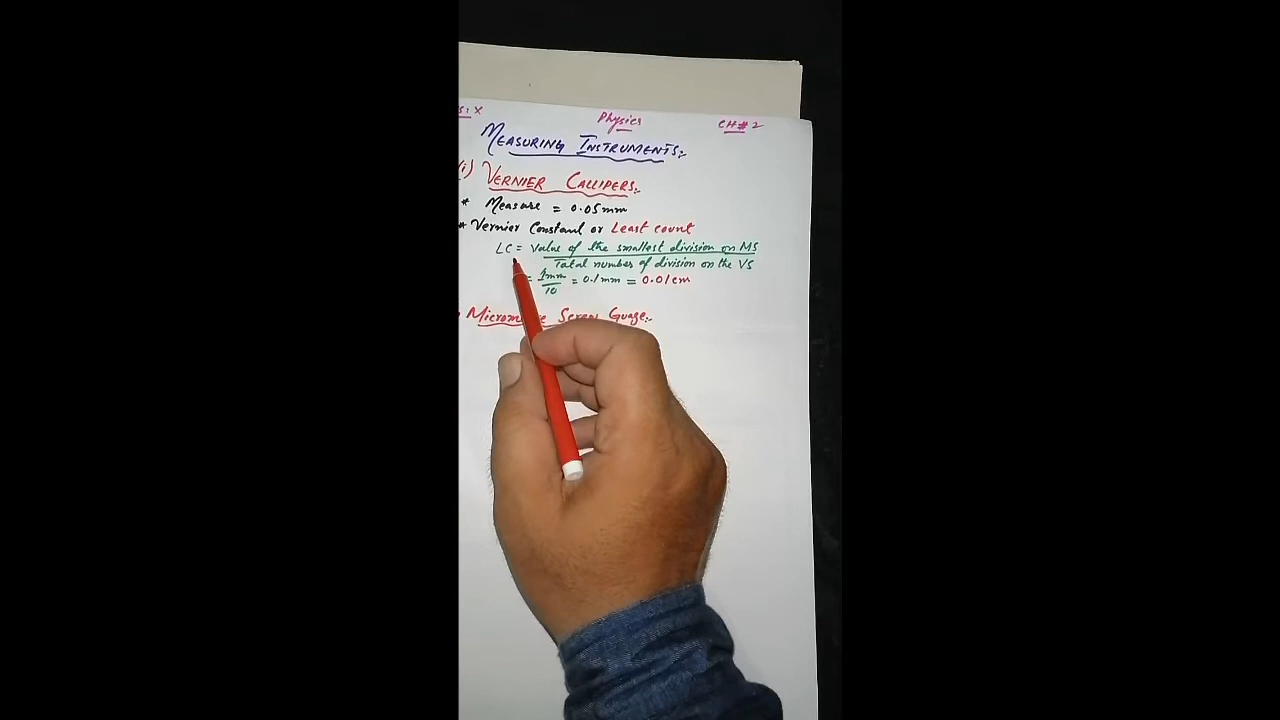 s: X Physics CH# 2
MEASURING INSTRUMENTS:
(i) VERNIER CALLIPERS:
* Measure = 0.05mm
* Vernier Constant or Least count
LC = Value of the smallest division on MS
Total number of division on the VS
= 1mm
10 = 0.1mm = 0.01cm
Screw Guage: